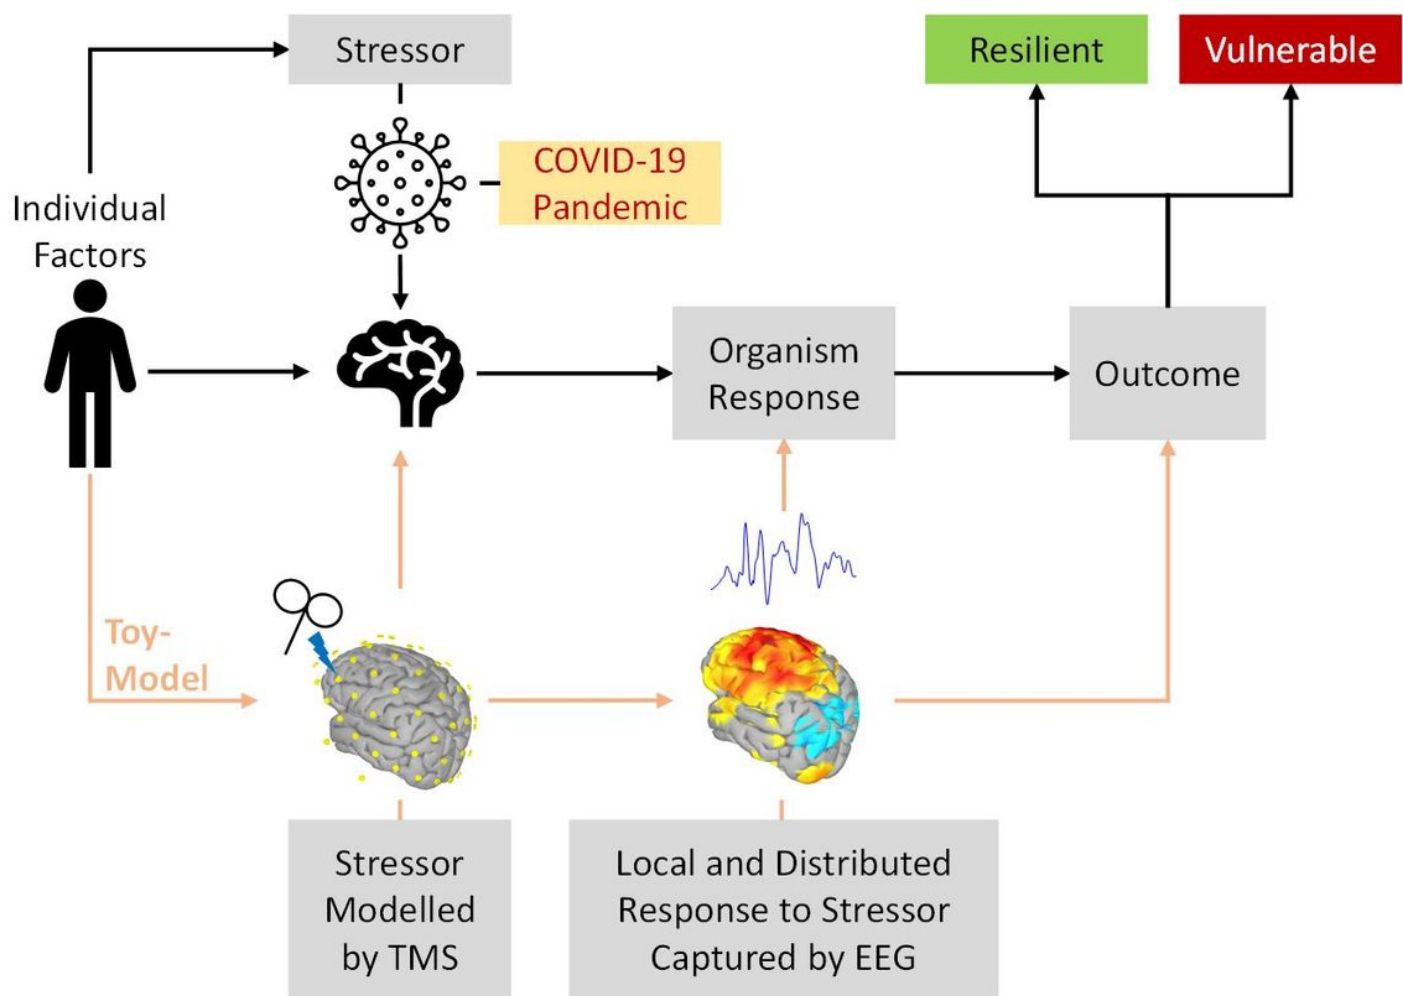 Stressor
Resilient
Vulnerable
COVID-19
Pandemic
Individual
Factors
Organism
Response
Outcome
Toy-
Model
Stressor
Modelled
by TMS
Local and Distributed
Response to Stressor
Captured by EEG